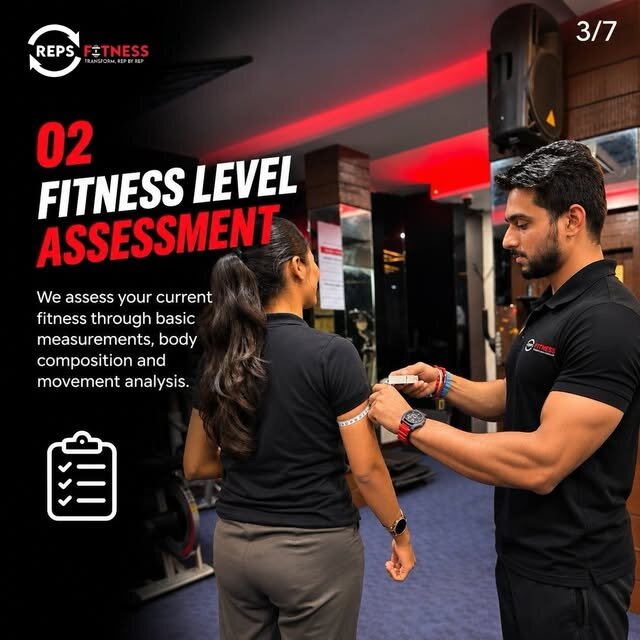 3/7
REPS FITNESS
TRANSFORM, REP BY REP
02
FITNESS LEVEL
ASSESSMENT
We assess your current
fitness through basic
measurements, body
composition and
movement analysis.
FITNESS